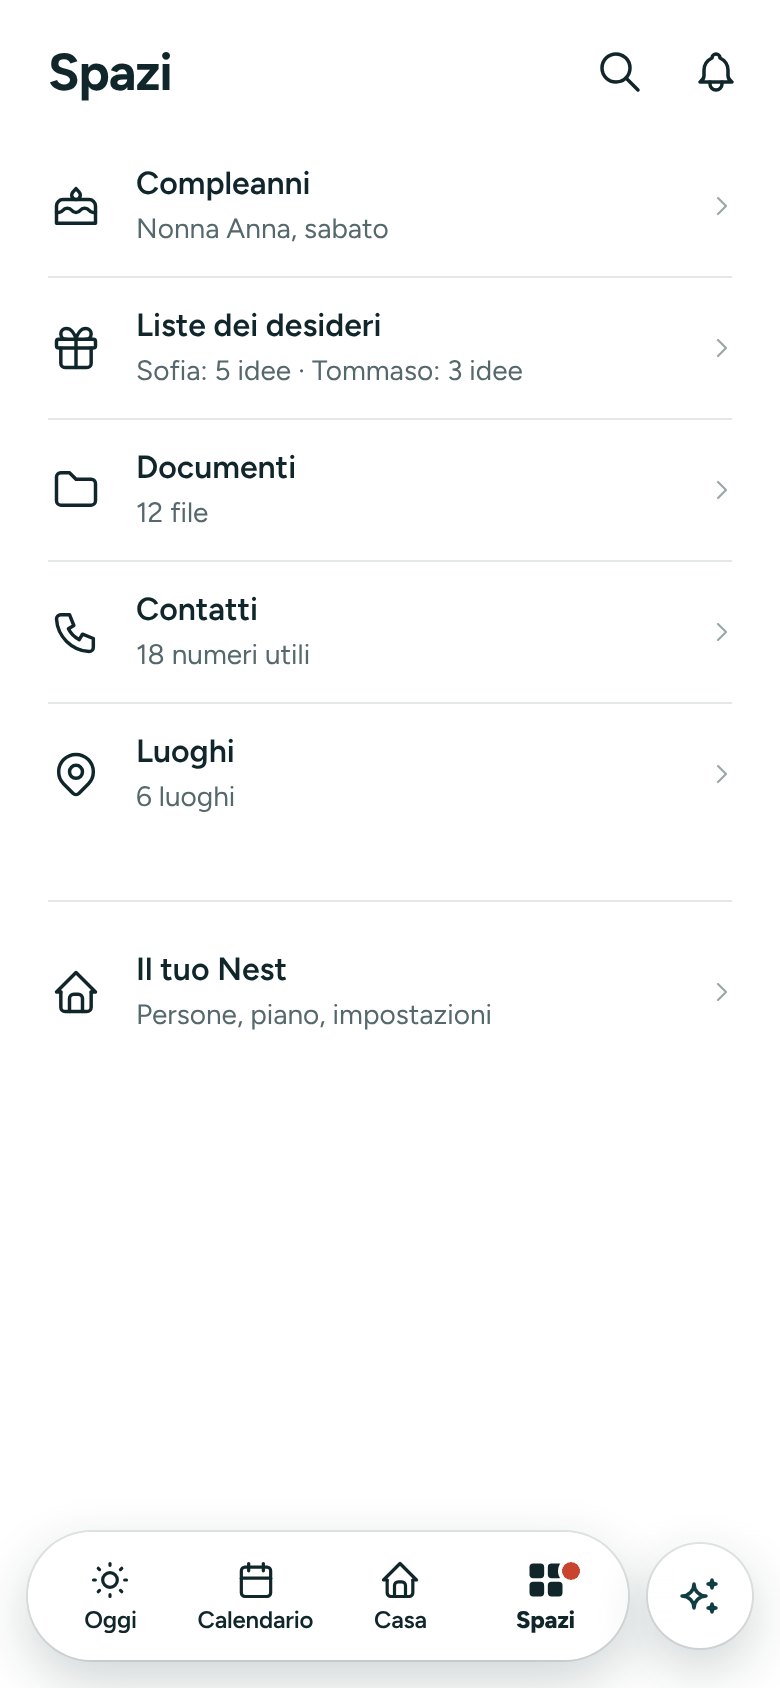 Spazi
Compleanni
Nonna Anna, sabato
Liste dei desideri
Sofia: 5 idee · Tommaso: 3 idee
Documenti
12 file
Contatti
18 numeri utili
Luoghi
6 luoghi
Il tuo Nest
Persone, piano, impostazioni
Oggi
Calendario
Casa
Spazi